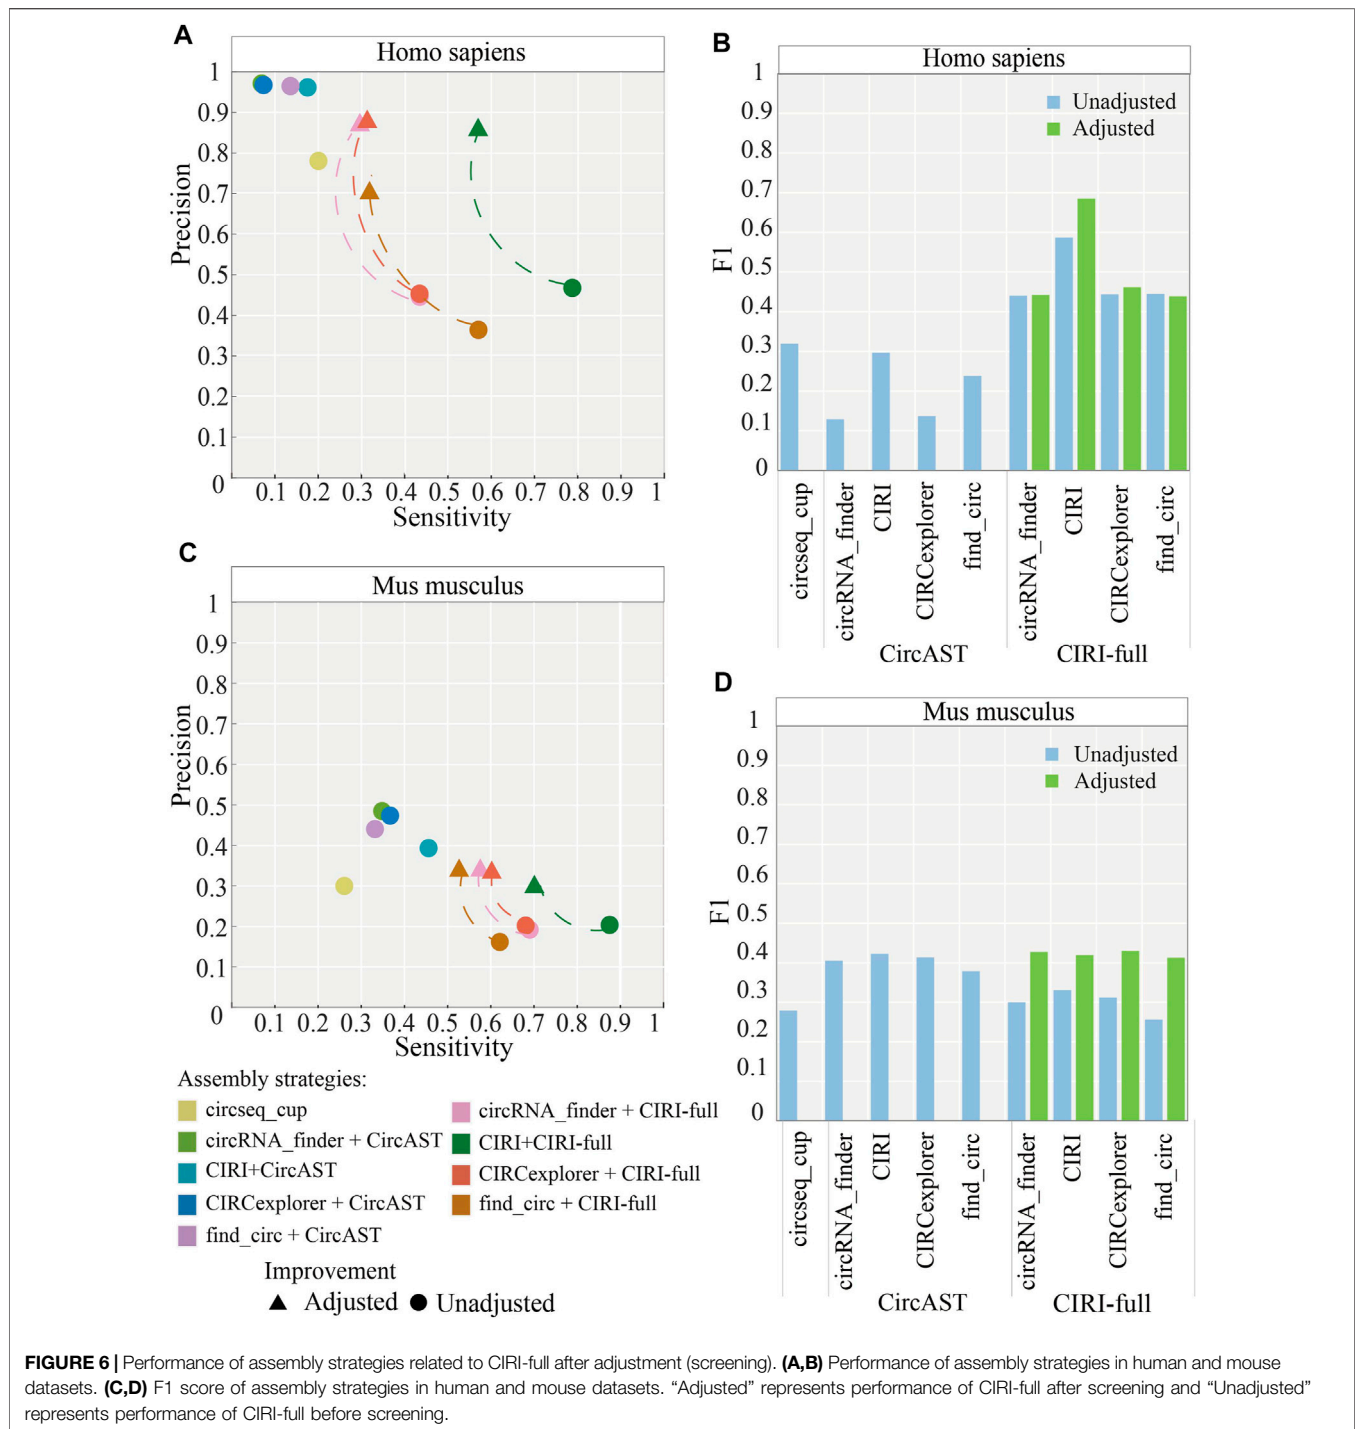 A
Homo sapiens
1
0.9
0.8
0.7
0.6
0.5
0.4
0.3
0.2
0.1
0
Precision
0.1 0.2 0.3 0.4 0.5 0.6 0.7 0.8 0.9 1
Sensitivity
B
Homo sapiens
1
0.9
0.8
0.7
0.6
0.5
0.4
0.3
0.2
0.1
0
F1
Unadjusted
Adjusted
circseq_cup
circRNA_finder
CIRI
CIRCexplorer
find_circ
circRNA_finder
CIRI
CIRCexplorer
find_circ
CircAST CIRI-full
C
Mus musculus
1
0.9
0.8
0.7
0.6
0.5
0.4
0.3
0.2
0.1
0
Precision
0.1 0.2 0.3 0.4 0.5 0.6 0.7 0.8 0.9 1
Sensitivity
D
Mus musculus
1
0.9
0.8
0.7
0.6
0.5
0.4
0.3
0.2
0.1
0
F1
Unadjusted
Adjusted
circseq_cup
circRNA_finder
CIRI
CIRCexplorer
find_circ
circRNA_finder
CIRI
CIRCexplorer
find_circ
CircAST CIRI-full
Assembly strategies:
circseq_cup
circRNA_finder + CircAST
CIRI+CircAST
CIRCexplorer + CircAST
find_circ + CircAST
circRNA_finder + CIRI-full
CIRI+CIRI-full
CIRCexplorer + CIRI-full
find_circ + CIRI-full
Improvement
Adjusted Unadjusted
FIGURE 6 | Performance of assembly strategies related to CIRI-full after adjustment (screening). (A,B) Performance of assembly strategies in human and mouse
datasets. (C,D) F1 score of assembly strategies in human and mouse datasets. “Adjusted” represents performance of CIRI-full after screening and “Unadjusted”
represents performance of CIRI-full before screening.